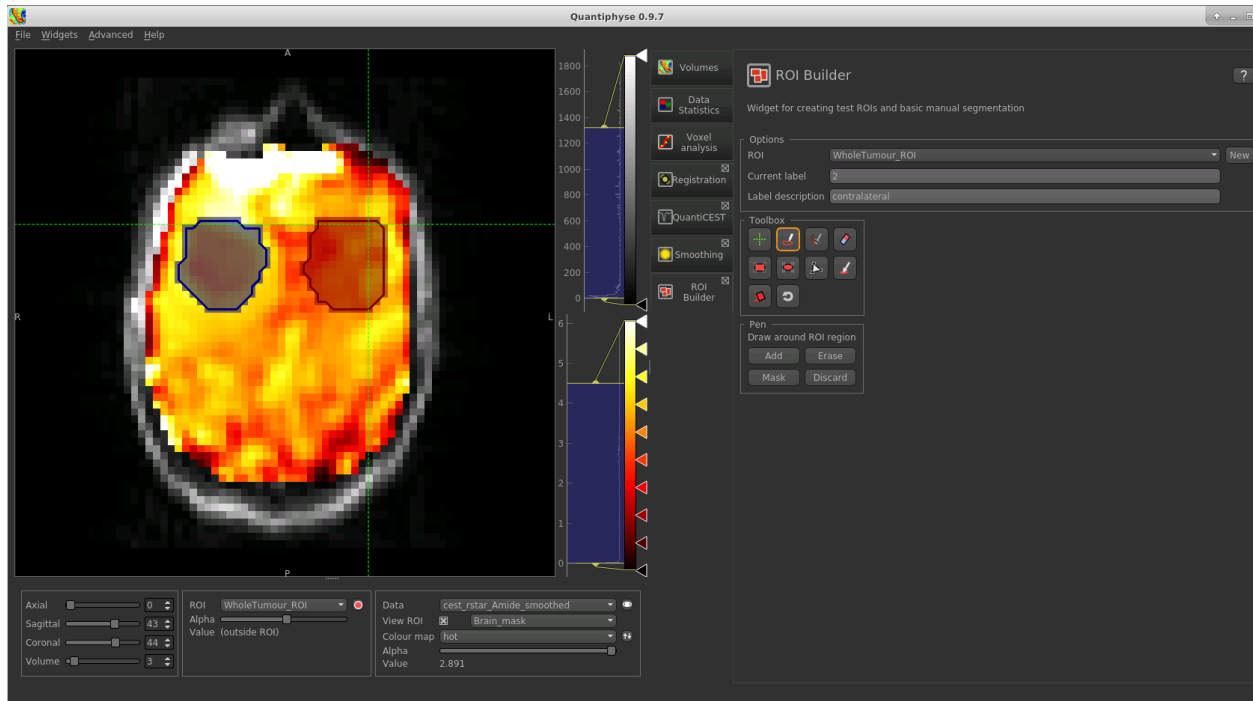 Quantiphyse 0.9.7
File Widgets Advanced Help
A
R
L
P
1800
1600
1400
1200
1000
800
600
400
200
0
6
5
4
3
2
1
0
Volumes
Data
Statistics
Voxel
analysis
Registration
QuantiCEST
Smoothing
ROI
Builder
ROI Builder
?
Widget for creating test ROIs and basic manual segmentation
Options
ROI WholeTumour_ROI New
Current label 2
Label description contralateral
Toolbox
Pen
Draw around ROI region
Add Erase
Mask Discard
Axial 0
Sagittal 43
Coronal 44
Volume 3
ROI WholeTumour_ROI
Alpha
Value (outside ROI)
Data cest_rstar_Amide_smoothed
View ROI Brain_mask
Colour map hot
Alpha
Value 2.891